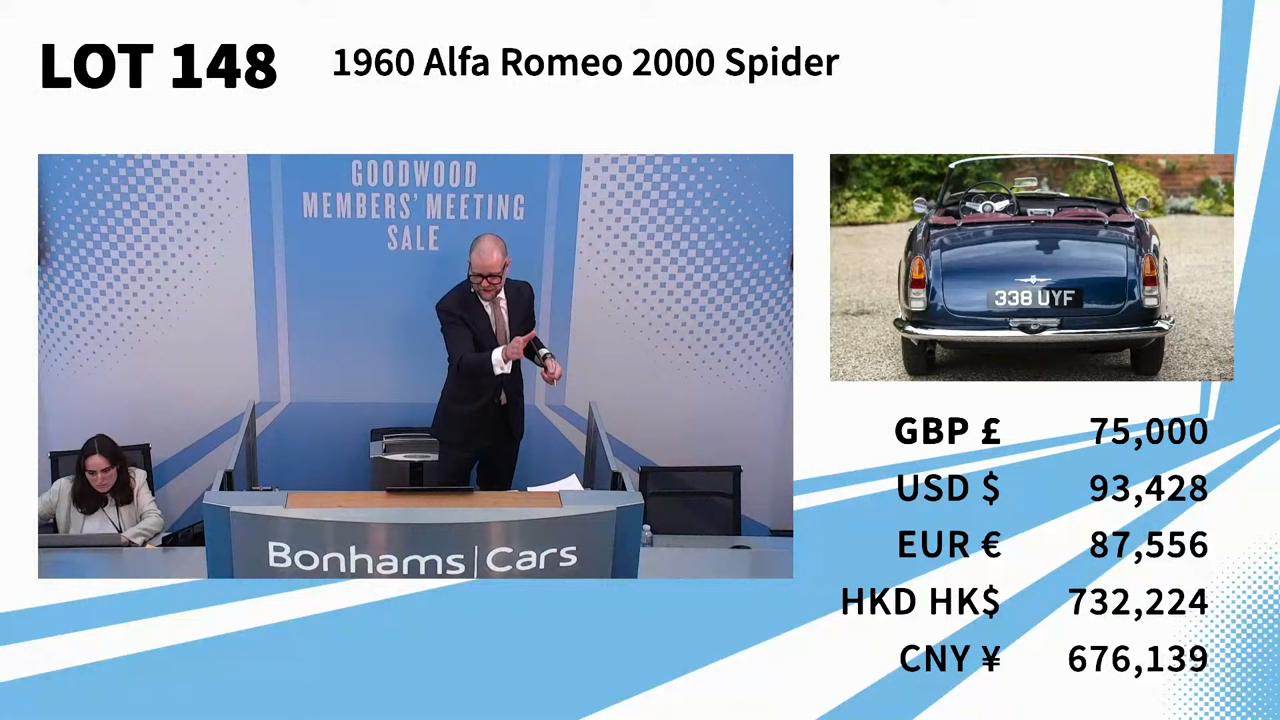 LOT 148
1960 Alfa Romeo 2000 Spider
GOODWOOD
MEMBERS' MEETING
SALE
Bonhams|Cars
338 UYF
GBP £ 75,000
USD $ 93,428
EUR € 87,556
HKD HK$ 732,224
CNY ¥ 676,139